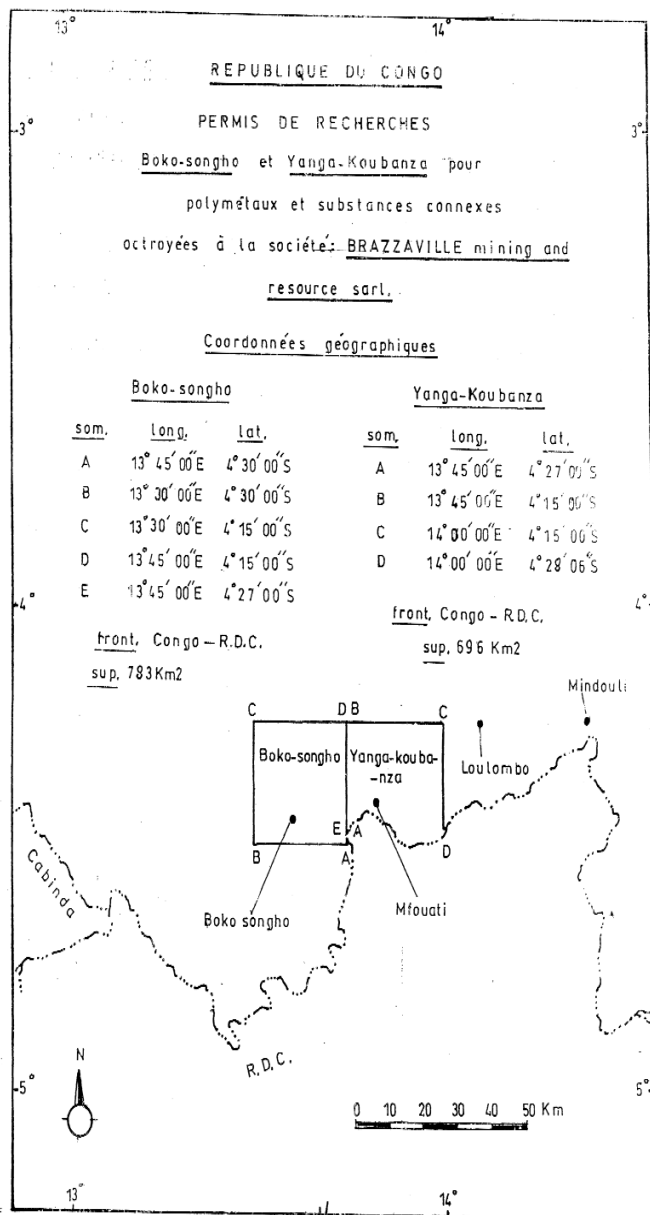 13°
14°
REPUBLIQUE DU CONGO
3°
3°
PERMIS DE RECHERCHES
Boko-songho et Yanga-Koubanza pour
polymétaux et substances connexes
octroyées à la société: BRAZZAVILLE mining and
resource sarl.
Coordonnées géographiques
Boko-songho
som. long. lat.
A 13° 45′ 00″E 4° 30′ 00″S
B 13° 30′ 00″E 4° 30′ 00″S
C 13° 30′ 00″E 4° 15′ 00″S
D 13° 45′ 00″E 4° 15′ 00″S
E 13° 45′ 00″E 4° 27′ 00″S
front. Congo – R.D.C.
sup. 783 Km2
Yanga-Koubanza
som. long. lat.
A 13° 45′ 00″E 4° 27′ 00″S
B 13° 45′ 00″E 4° 15′ 00″S
C 14° 00′ 00″E 4° 15′ 00″S
D 14° 00′ 00″E 4° 28′ 06″S
front. Congo – R.D.C.
sup. 696 Km2
4°
4°
Mindouli
C
D B
C
Boko-songho
Yanga-kouba-
-nza
Loulombo
E A
B
A
D
Cabinda
Boko songho
Mfouati
R.D.C.
N
5°
5°
0 10 20 30 40 50 Km
13°
14°